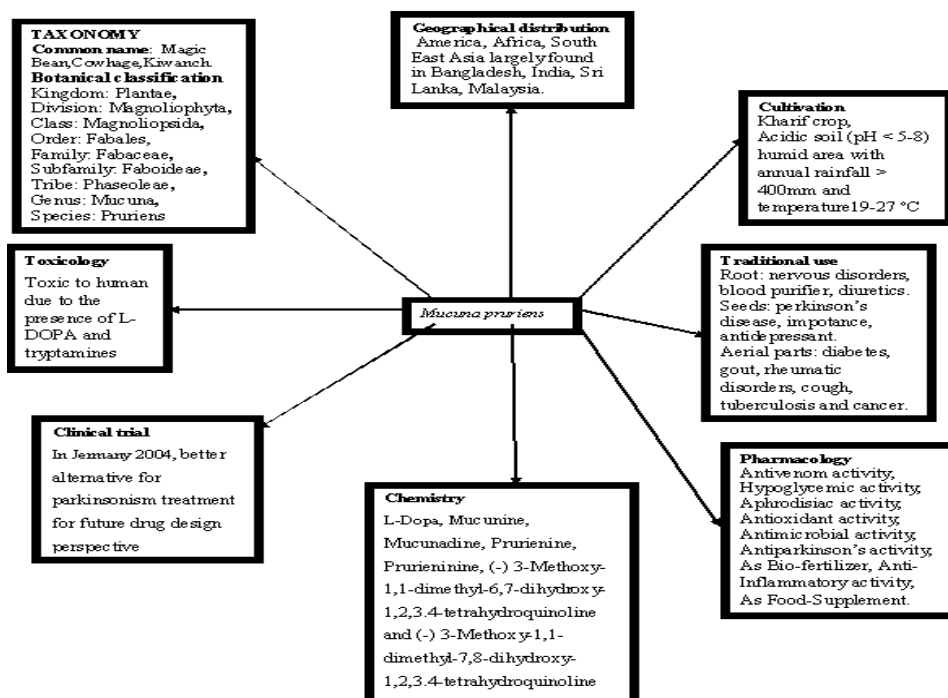 TAXONOMY
Common name: Magic
Bean,Cowhage,Kiwanch
Botanical classification
Kingdom: Plantae,
Division: Magnoliophyta,
Class: Magnoliopsida,
Order: Fabales,
Family: Fabaceae,
Subfamily: Faboideae,
Tribe: Phaseoleae,
Genus: Mucuna,
Species: Pruriens
Geographical distribution
America, Africa, South
East Asia largely found
in Bangladesh, India, Sri
Lanka, Malaysia.
Cultivation
Kharif crop,
Acidic soil (pH < 5-8)
humid area with
annual rainfall >
400mm and
temperature19-27 °C
Toxicology
Toxic to human
due to the
presence of L-
DOPA and
tryptamines
Mucuna pruriens
Traditional use
Root: nervous disorders,
blood purifier, diuretics.
Seeds: perkinson's
disease, impotance,
antidepressant.
Aerial parts: diabetes,
gout, rheumatic
disorders, cough,
tuberculosis and cancer.
Clinical trial
In Jermany 2004, better
alternative for
parkinsonism treatment
for future drug design
perspective
Chemistry
L-Dopa, Mucunine,
Mucunadine, Prurienine,
Prurieninine, (-) 3-Methoxy-
1,1-dimethyl-6,7-dihydroxy-
1,2,3.4-tetrahydroquinoline
and (-) 3-Methoxy-1,1-
dimethyl-7,8-dihydroxy-
1,2,3.4-tetrahydroquinoline
Pharmacology
Antivenom activity,
Hypoglycemic activity,
Aphrodisiac activity,
Antioxidant activity,
Antimicrobial activity,
Antiparkinson's activity,
As Bio-fertilizer, Anti-
Inflammatory activity,
As Food-Supplement.